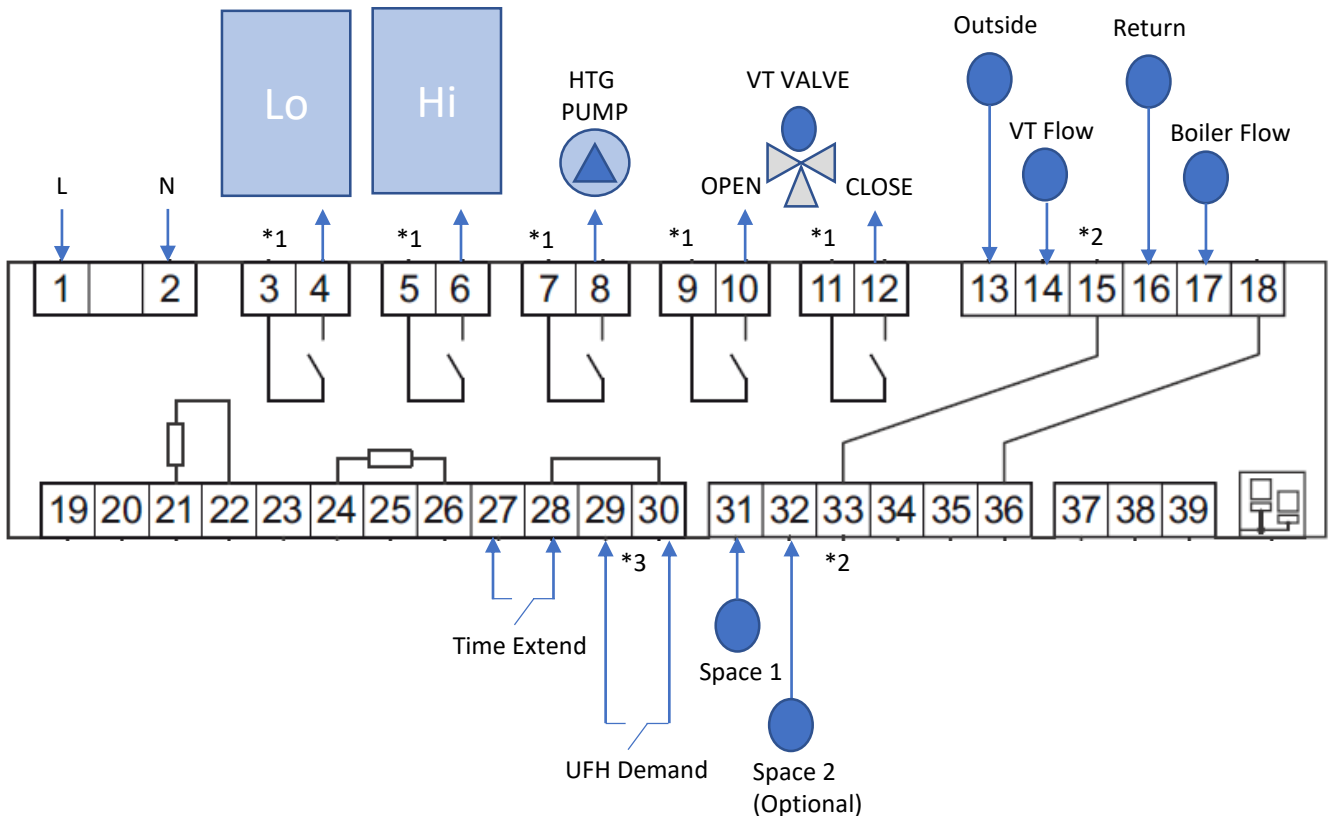 Outside Return
Lo Hi HTG
PUMP VT VALVE
VT Flow Boiler Flow
L N OPEN CLOSE
*1 *1 *1 *1 *1 *2
1 2 3 4 5 6 7 8 9 10 11 12 13 14 15 16 17 18
19 20 21 22 23 24 25 26 27 28 29 30 31 32 33 34 35 36 37 38 39
*3 *2
Time Extend
Space 1
UFH Demand
Space 2
(Optional)